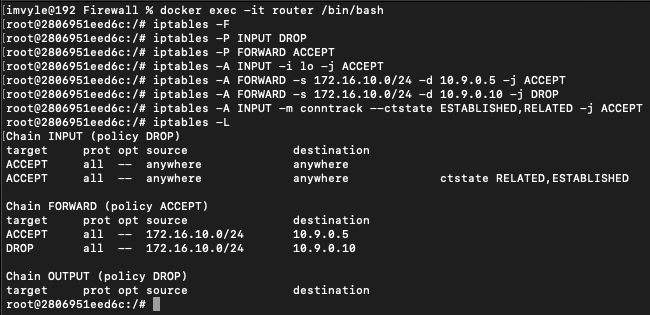 imvyle@192 Firewall % docker exec -it router /bin/bash
root@2806951eed6c:/# iptables -F
root@2806951eed6c:/# iptables -P INPUT DROP
root@2806951eed6c:/# iptables -P FORWARD ACCEPT
root@2806951eed6c:/# iptables -A INPUT -i lo -j ACCEPT
root@2806951eed6c:/# iptables -A FORWARD -s 172.16.10.0/24 -d 10.9.0.5 -j ACCEPT
root@2806951eed6c:/# iptables -A FORWARD -s 172.16.10.0/24 -d 10.9.0.10 -j DROP
root@2806951eed6c:/# iptables -A INPUT -m conntrack --ctstate ESTABLISHED,RELATED -j ACCEPT
root@2806951eed6c:/# iptables -L
Chain INPUT (policy DROP)
target     prot opt source               destination
ACCEPT     all  --  anywhere             anywhere
ACCEPT     all  --  anywhere             anywhere             ctstate RELATED,ESTABLISHED

Chain FORWARD (policy ACCEPT)
target     prot opt source               destination
ACCEPT     all  --  172.16.10.0/24       10.9.0.5
DROP       all  --  172.16.10.0/24       10.9.0.10

Chain OUTPUT (policy DROP)
target     prot opt source               destination
root@2806951eed6c:/#